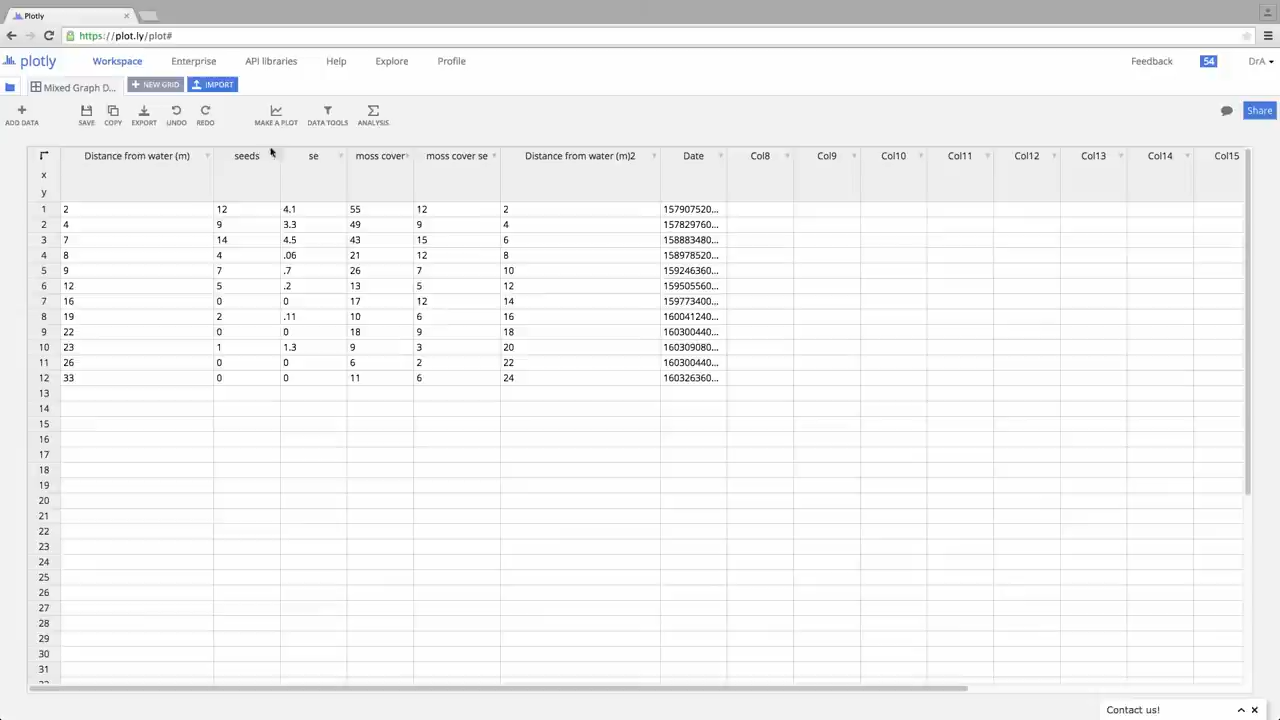 Plotly
https://plot.ly/plot#
plotly Workspace Enterprise API libraries Help Explore Profile Feedback 54 DrA
Mixed Graph D... NEW GRID IMPORT
ADD DATA SAVE COPY EXPORT UNDO REDO MAKE A PLOT DATA TOOLS ANALYSIS Share
Distance from water (m) seeds se moss cover moss cover se Distance from water (m)2 Date Col8 Col9 Col10 Col11 Col12 Col13 Col14 Col15
x
y
1 2 12 4.1 55 12 2 157907520...
2 4 9 3.3 49 9 4 157829760...
3 7 14 4.5 43 15 6 158883480...
4 8 4 .06 21 12 8 158978520...
5 9 7 .7 26 7 10 159246360...
6 12 5 .2 13 5 12 159505560...
7 16 0 0 17 12 14 159773400...
8 19 2 .11 10 6 16 160041240...
9 22 0 0 18 9 18 160300440...
10 23 1 1.3 9 3 20 160309080...
11 26 0 0 6 2 22 160300440...
12 33 0 0 11 6 24 160326360...
13
14
15
16
17
18
19
20
21
22
23
24
25
26
27
28
29
30
31
Contact us!